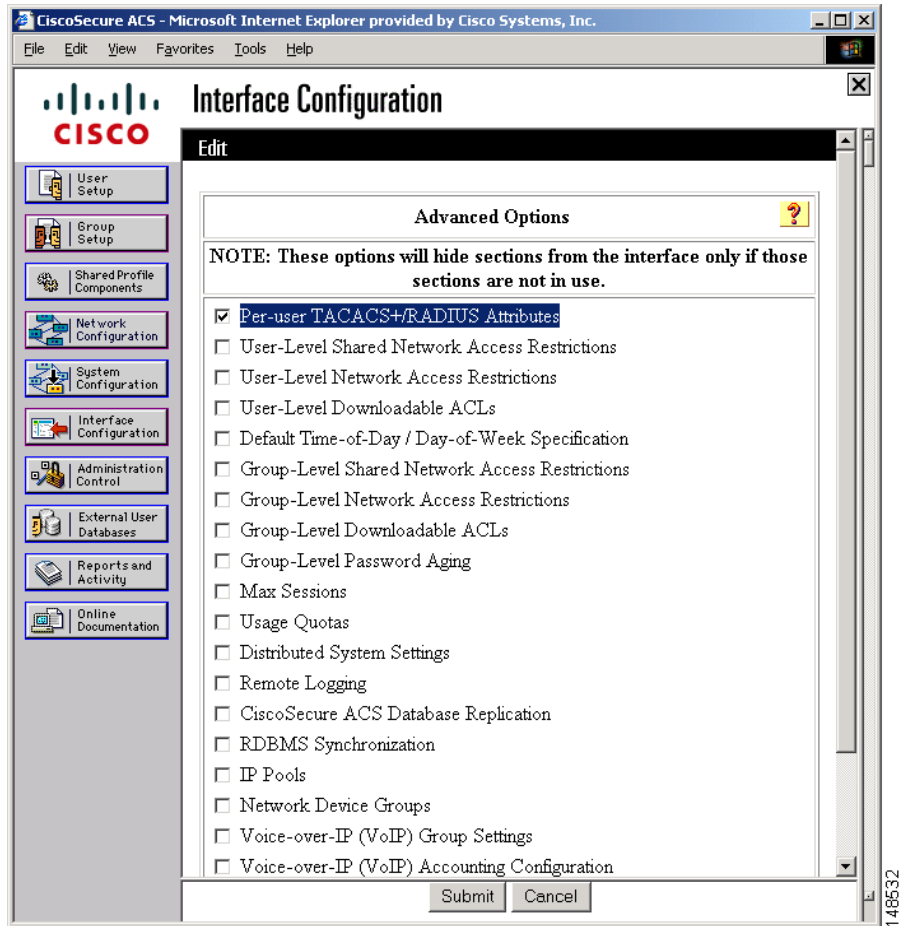 CiscoSecure ACS - Microsoft Internet Explorer provided by Cisco Systems, Inc.
File Edit View Favorites Tools Help
CISCO
Interface Configuration
Edit
User
Setup
Group
Setup
Shared Profile
Components
Network
Configuration
System
Configuration
Interface
Configuration
Administration
Control
External User
Databases
Reports and
Activity
Online
Documentation
Advanced Options
?
NOTE: These options will hide sections from the interface only if those
sections are not in use.
Per-user TACACS+/RADIUS Attributes
User-Level Shared Network Access Restrictions
User-Level Network Access Restrictions
User-Level Downloadable ACLs
Default Time-of-Day / Day-of-Week Specification
Group-Level Shared Network Access Restrictions
Group-Level Network Access Restrictions
Group-Level Downloadable ACLs
Group-Level Password Aging
Max Sessions
Usage Quotas
Distributed System Settings
Remote Logging
CiscoSecure ACS Database Replication
RDBMS Synchronization
IP Pools
Network Device Groups
Voice-over-IP (VoIP) Group Settings
Voice-over-IP (VoIP) Accounting Configuration
Submit Cancel
148532